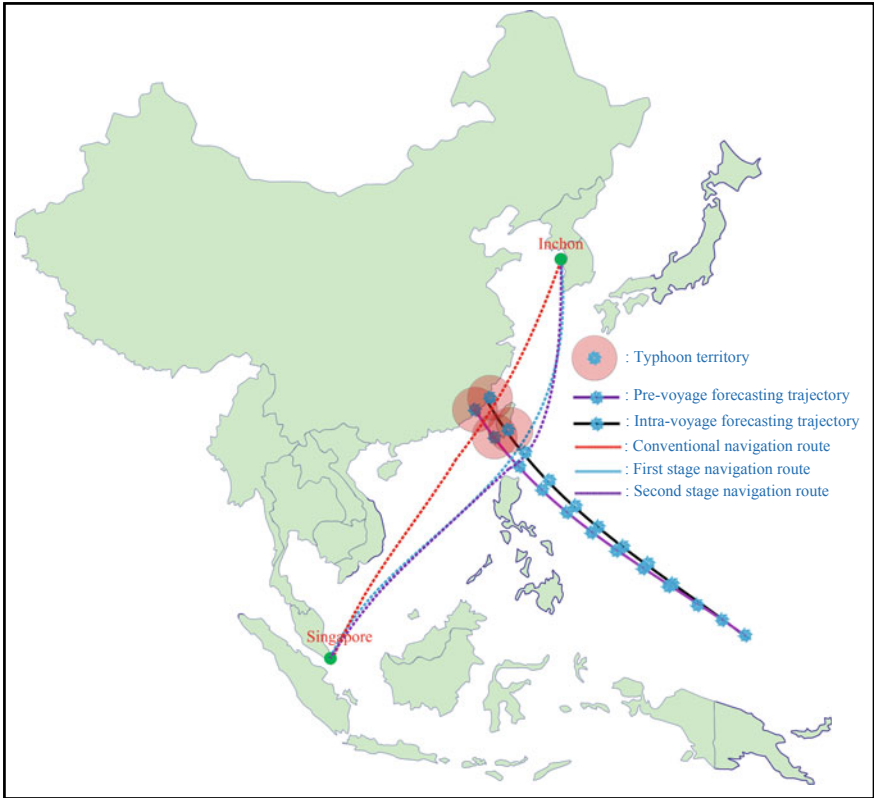 Inchon
: Typhoon territory
: Pre-voyage forecasting trajectory
: Intra-voyage forecasting trajectory
: Conventional navigation route
: First stage navigation route
: Second stage navigation route
Singapore